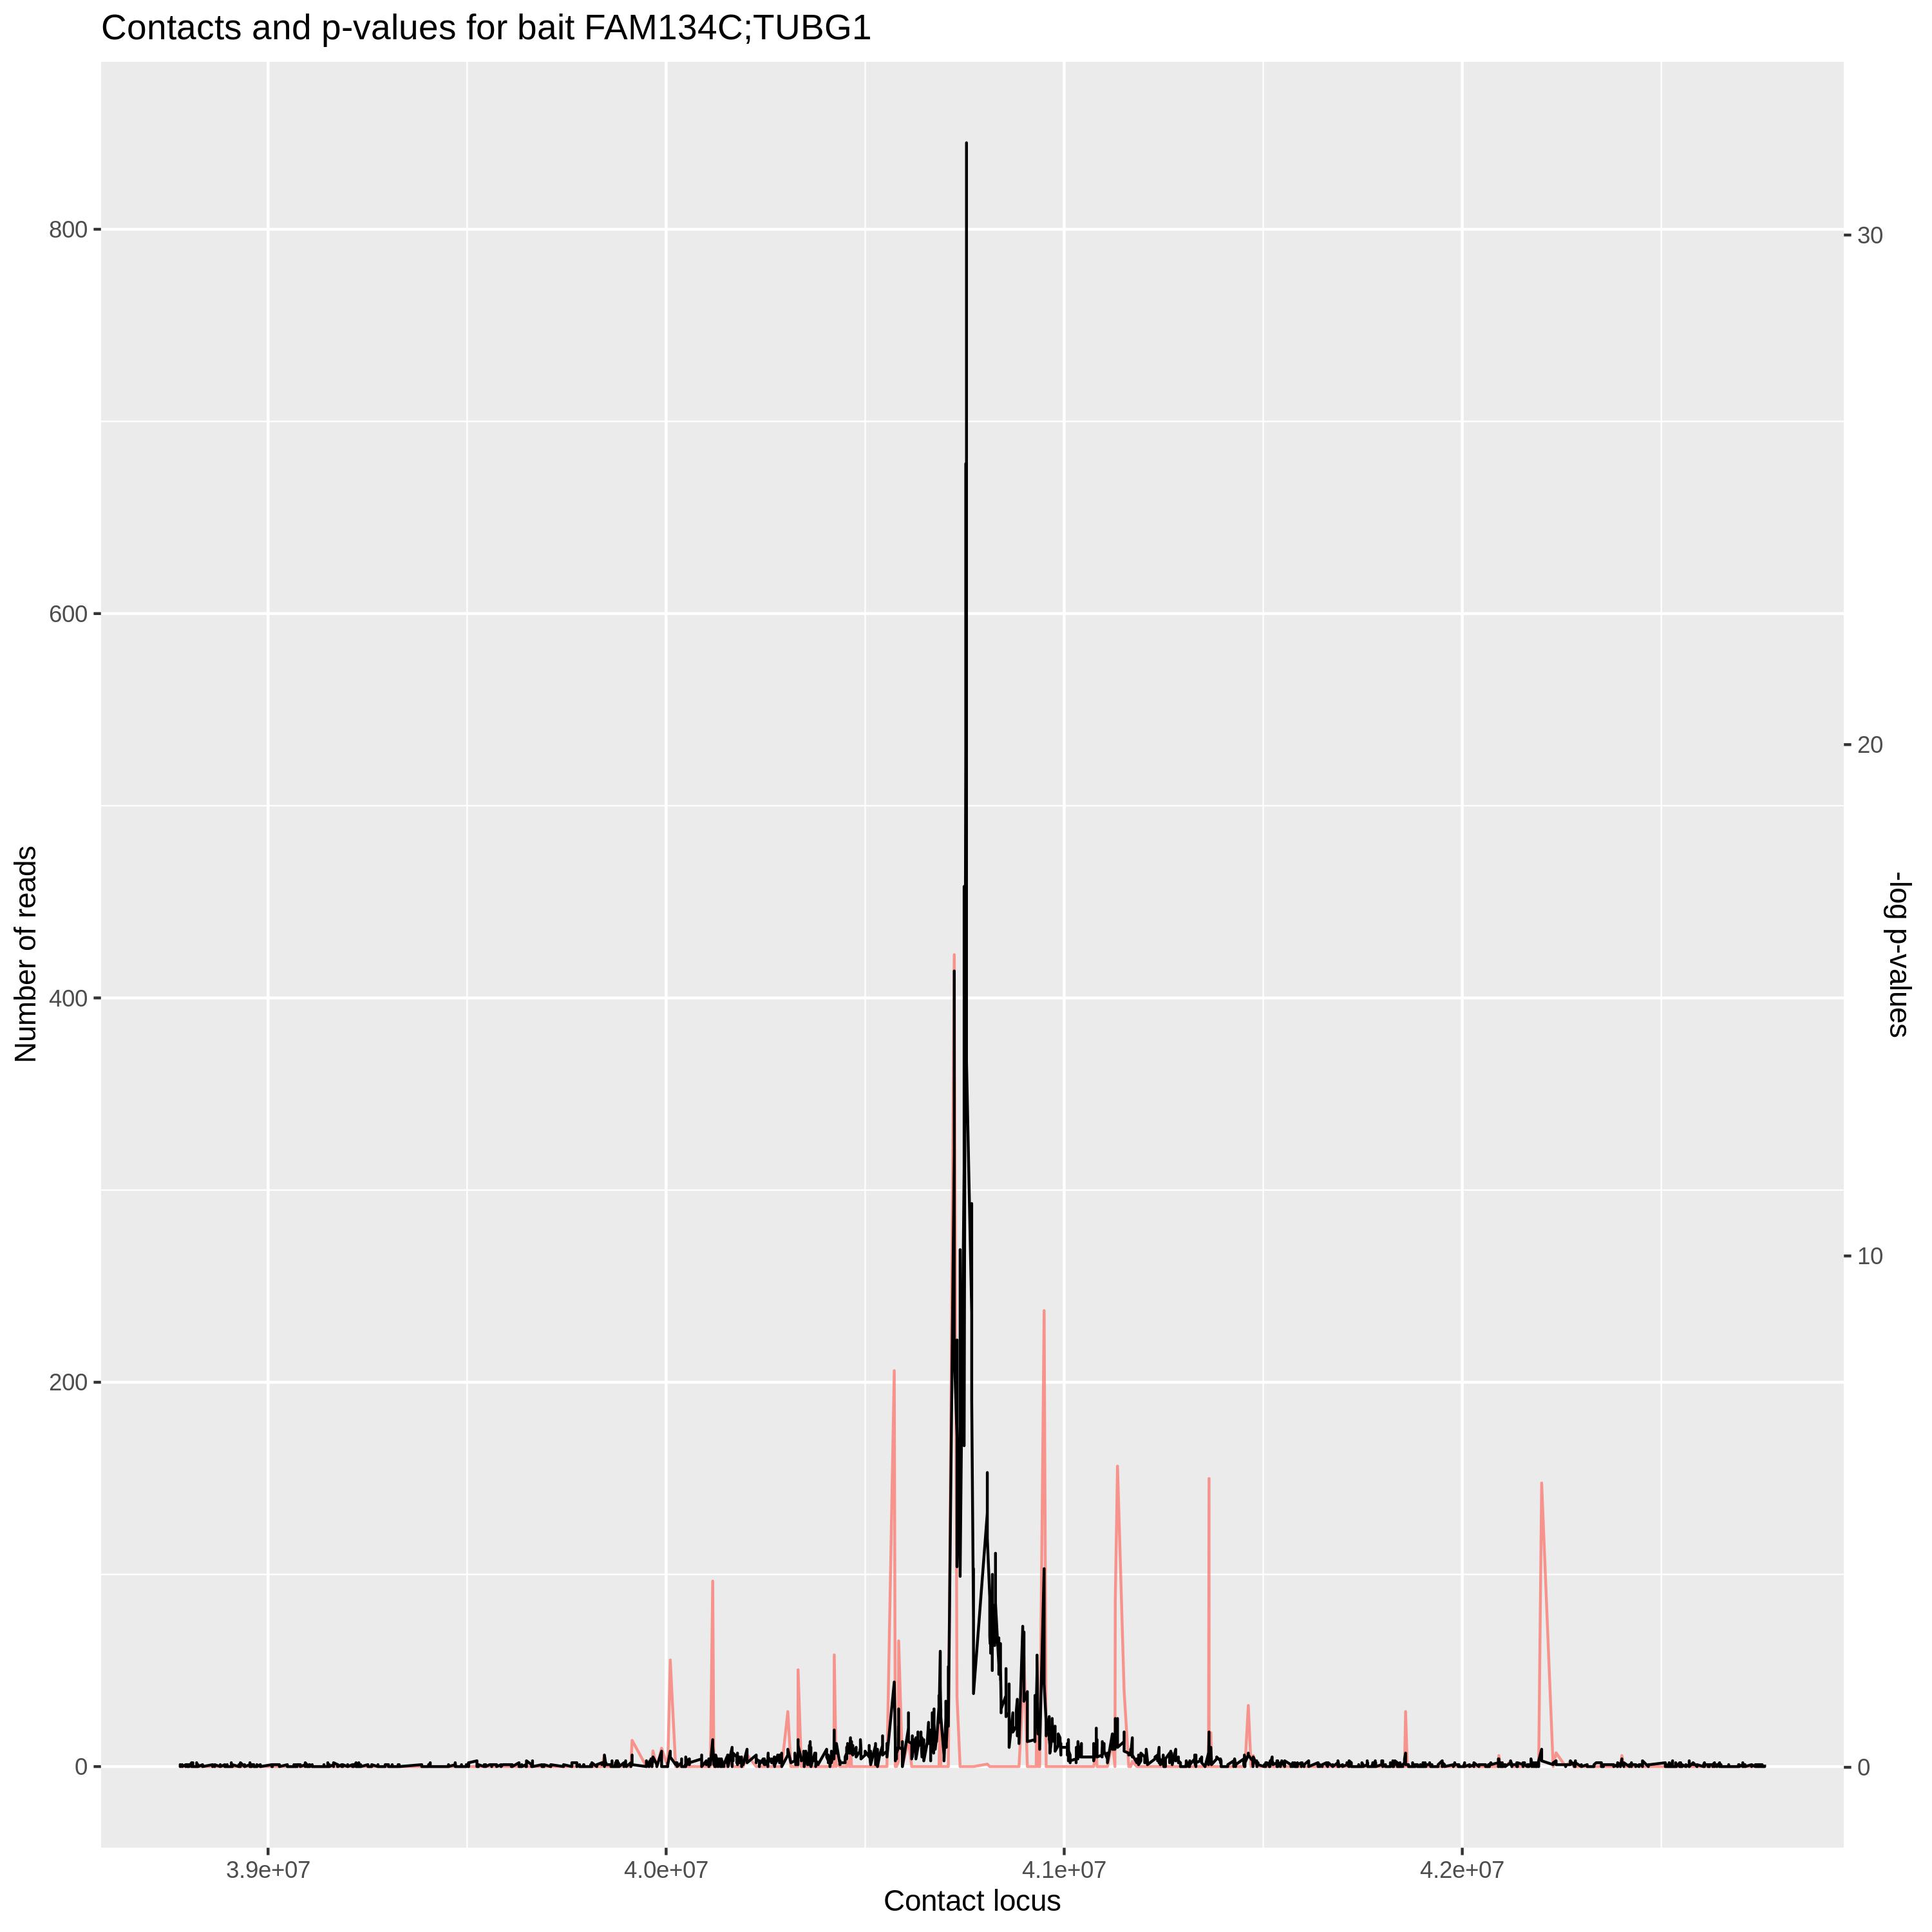 Contacts and p-values for bait FAM134C;TUBG1
800
600
400
200
0
Number of reads
30
20
10
0
-log p-values
3.9e+07
4.0e+07
4.1e+07
4.2e+07
Contact locus